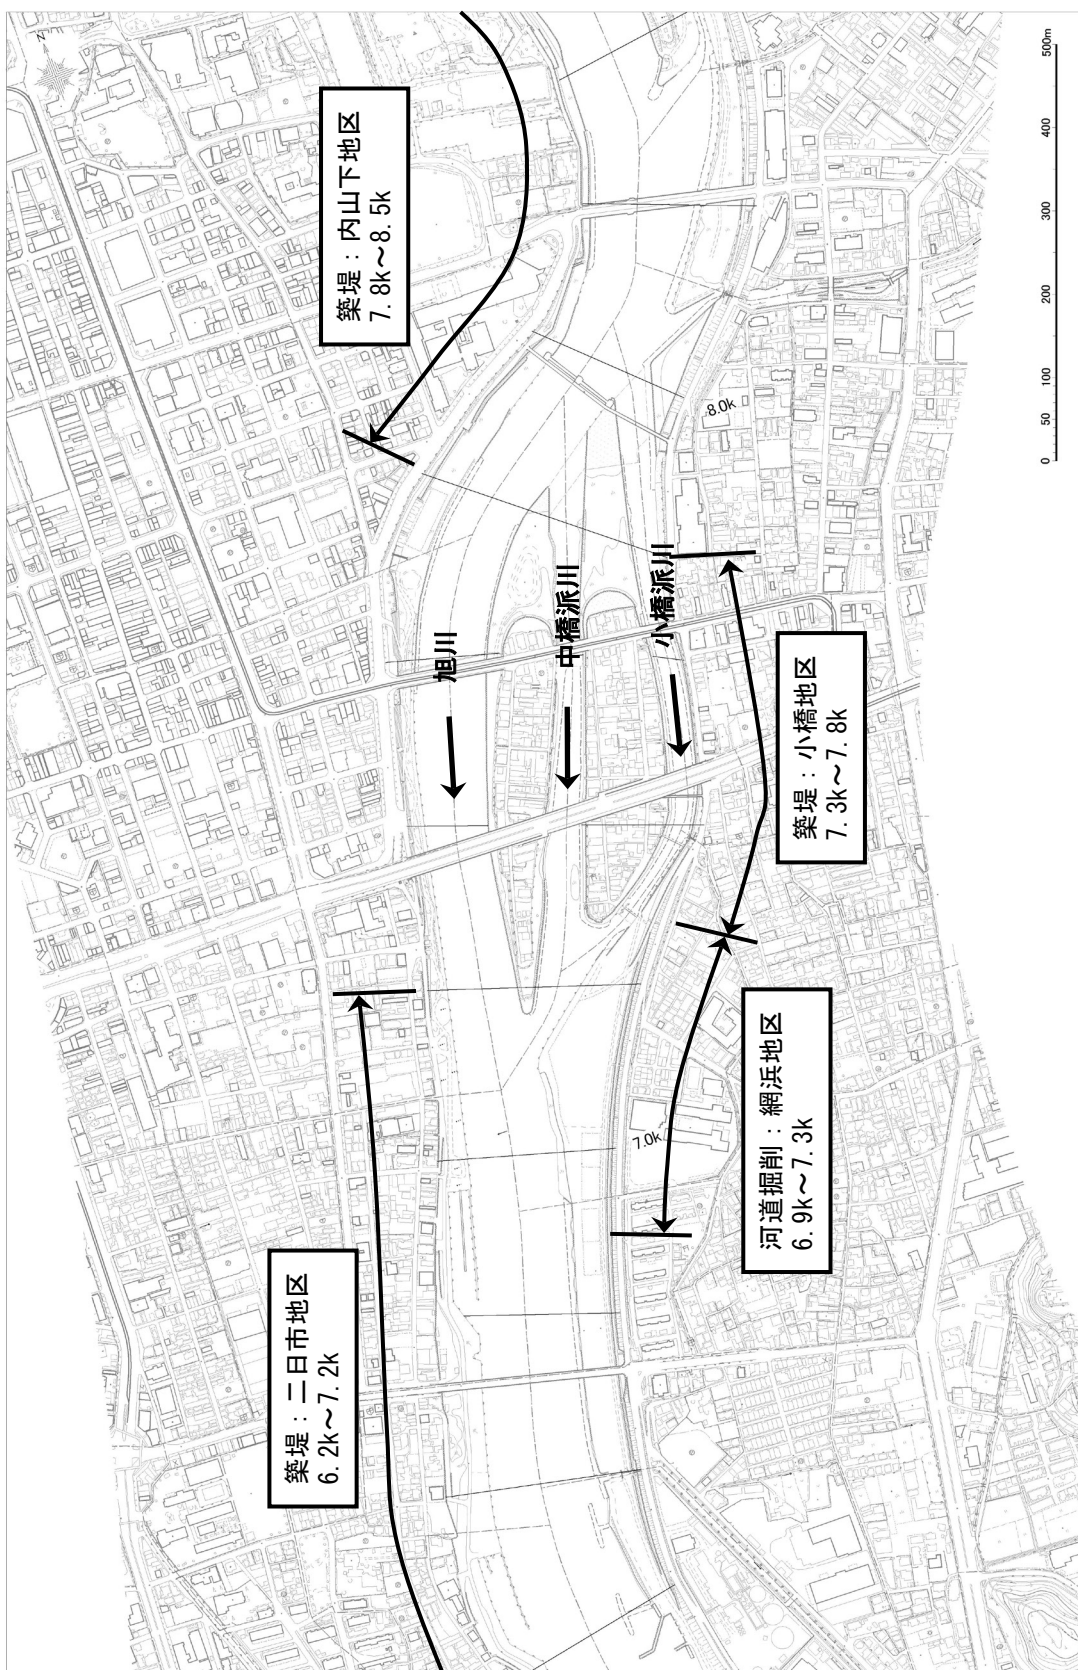 築堤：二日市地区
6.2k～7.2k
築堤：内山下地区
7.8k～8.5k
旭川
中橋派川
小橋派川
8.0k
7.0k
河道掘削：網浜地区
6.9k～7.3k
築堤：小橋地区
7.3k～7.8k
N
0 50 100 200 300 400 500m